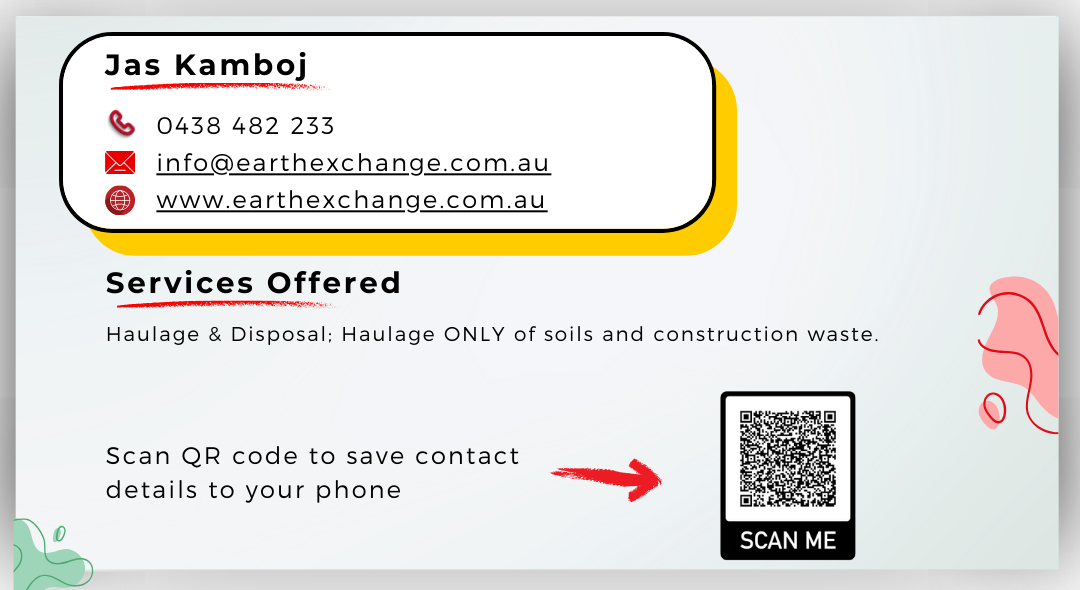 Jas Kamboj
0438 482 233
info@earthexchange.com.au
www.earthexchange.com.au
Services Offered
Haulage & Disposal; Haulage ONLY of soils and construction waste.
Scan QR code to save contact
details to your phone
SCAN ME